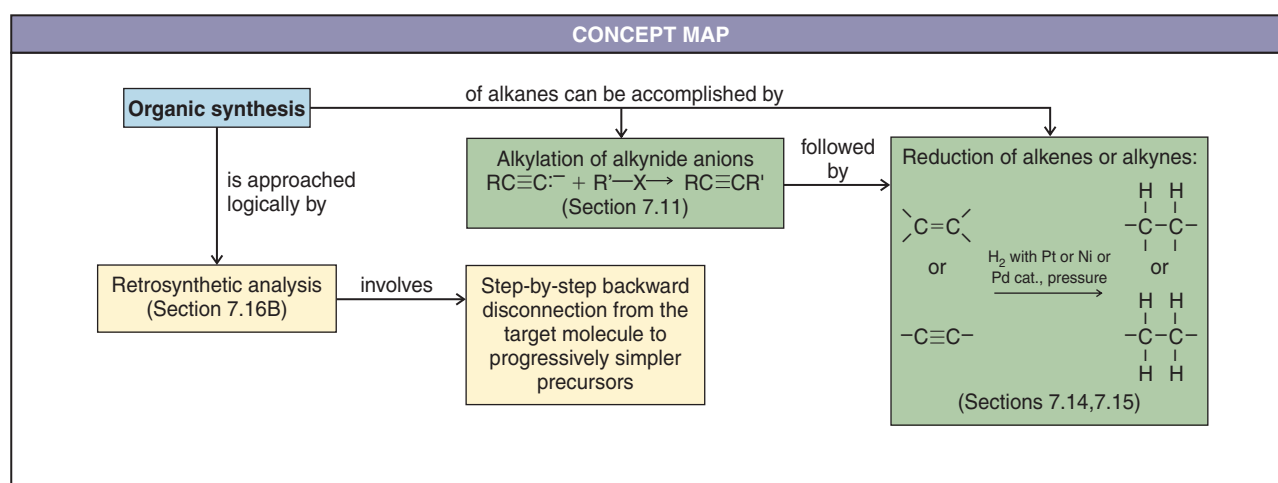 CONCEPT MAP
Organic synthesis
of alkanes can be accomplished by
is approached
logically by
Alkylation of alkynide anions
RC≡C:⁻ + R'—X → RC≡CR'
(Section 7.11)
followed
by
Reduction of alkenes or alkynes:
C=C
or
–C≡C–
H₂ with Pt or Ni or
Pd cat., pressure
H H
–C–C–
or
H H
–C–C–
H H
(Sections 7.14,7.15)
Retrosynthetic analysis
(Section 7.16B)
involves
Step-by-step backward
disconnection from the
target molecule to
progressively simpler
precursors